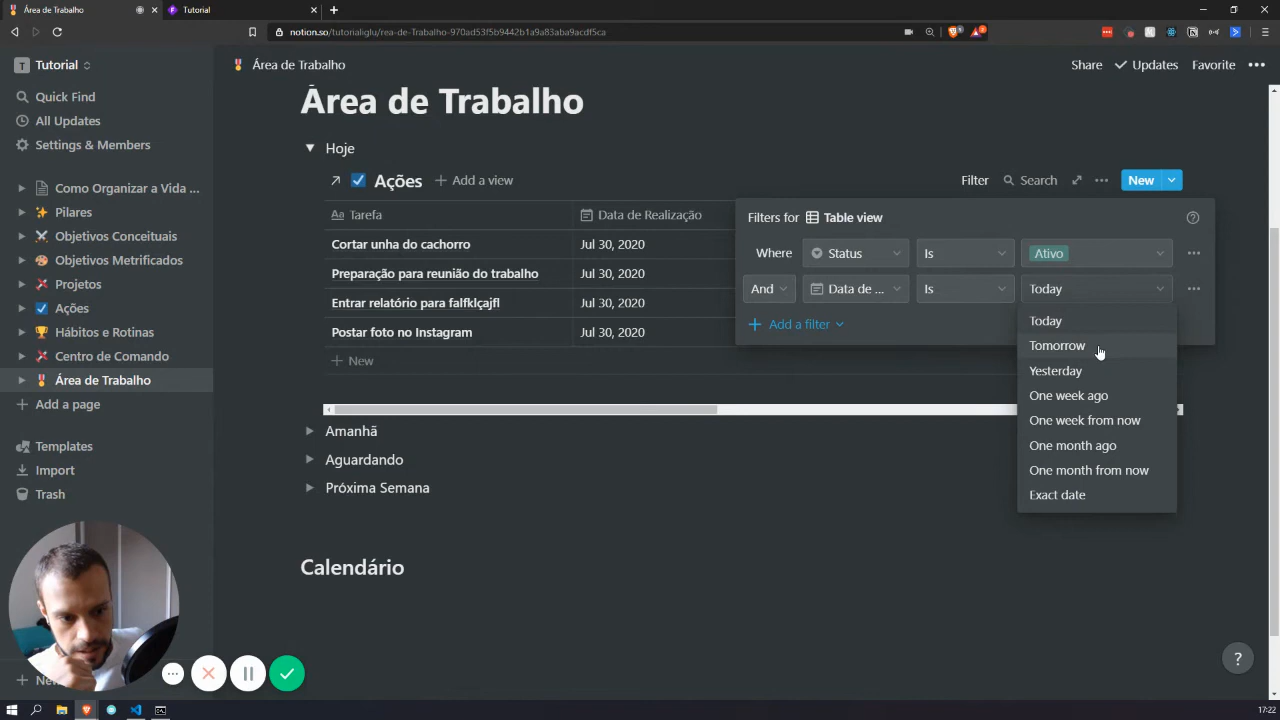 Área de Trabalho
Tutorial
notion.so/tutorialiglu/rea-de-Trabalho-970ad53f5b9442b1a9a83aba9acdf5ca
T Tutorial
Área de Trabalho
Share
Updates
Favorite
Quick Find
All Updates
Settings & Members
Como Organizar a Vida ...
Pilares
Objetivos Conceituais
Objetivos Metrificados
Projetos
Ações
Hábitos e Rotinas
Centro de Comando
Área de Trabalho
Add a page
Templates
Import
Trash
Área de Trabalho
Hoje
Ações
Add a view
Filter
Search
New
Aa Tarefa
Data de Realização
Cortar unha do cachorro
Jul 30, 2020
Preparação para reunião do trabalho
Jul 30, 2020
Entrar relatório para falfklçajfl
Jul 30, 2020
Postar foto no Instagram
Jul 30, 2020
New
Filters for Table view
Where Status Is Ativo
And Data de ... Is Today
Add a filter
Today
Tomorrow
Yesterday
One week ago
One week from now
One month ago
One month from now
Exact date
Amanhã
Aguardando
Próxima Semana
Calendário
?
17:22